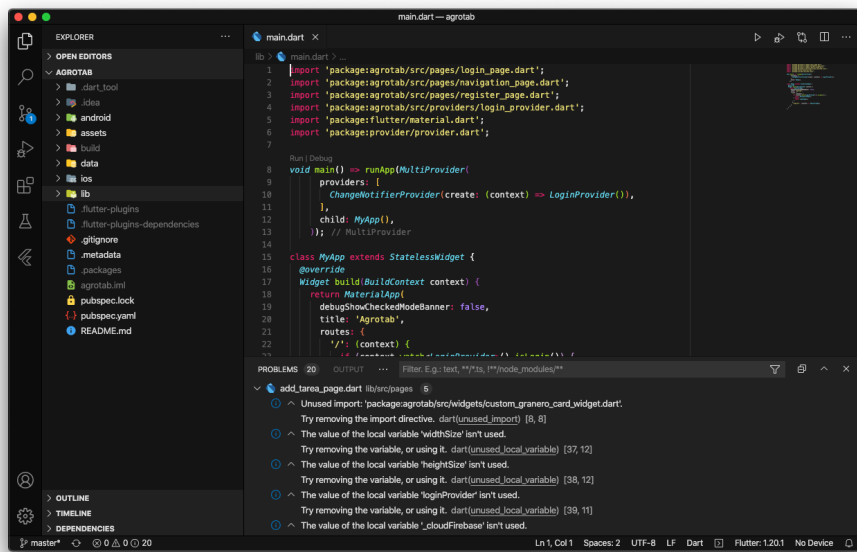 main.dart — agrotab
EXPLORER
OPEN EDITORS
AGROTAB
.dart_tool
.idea
android
assets
build
data
ios
lib
.flutter-plugins
.flutter-plugins-dependencies
.gitignore
.metadata
.packages
agrotab.iml
pubspec.lock
pubspec.yaml
README.md
OUTLINE
TIMELINE
DEPENDENCIES
1
main.dart
lib > main.dart > ...
1 import 'package:agrotab/src/pages/login_page.dart';
2 import 'package:agrotab/src/pages/navigation_page.dart';
3 import 'package:agrotab/src/pages/register_page.dart';
4 import 'package:agrotab/src/providers/login_provider.dart';
5 import 'package:flutter/material.dart';
6 import 'package:provider/provider.dart';
7
Run | Debug
8 void main() => runApp(MultiProvider(
9 providers: [
10 ChangeNotifierProvider(create: (context) => LoginProvider()),
11 ],
12 child: MyApp(),
13 )); // MultiProvider
14
15 class MyApp extends StatelessWidget {
16 @override
17 Widget build(BuildContext context) {
18 return MaterialApp(
19 debugShowCheckedModeBanner: false,
20 title: 'Agrotab',
21 routes: {
22 '/': (context) {
PROBLEMS 20 OUTPUT ··· Filter. E.g.: text, **/*.ts, !**/node_modules/**
add_tarea_page.dart lib/src/pages 5
Unused import: 'package:agrotab/src/widgets/custom_granero_card_widget.dart'.
Try removing the import directive. dart(unused_import) [8, 8]
The value of the local variable 'widthSize' isn't used.
Try removing the variable, or using it. dart(unused_local_variable) [37, 12]
The value of the local variable 'heightSize' isn't used.
Try removing the variable, or using it. dart(unused_local_variable) [38, 12]
The value of the local variable 'loginProvider' isn't used.
Try removing the variable, or using it. dart(unused_local_variable) [39, 11]
The value of the local variable '_cloudFirebase' isn't used.
master* 0 0 20 Ln 1, Col 1 Spaces: 2 UTF-8 LF Dart Flutter: 1.20.1 No Device